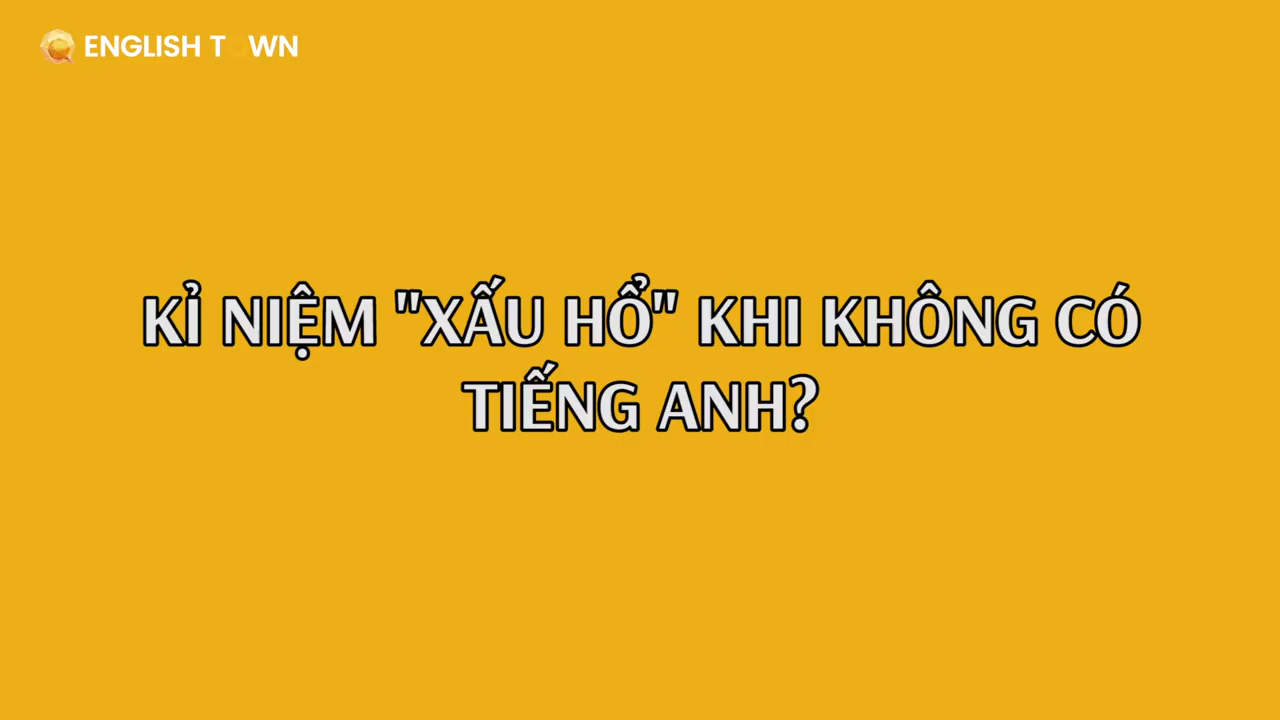 ENGLISH TOWN
KỈ NIỆM "XẤU HỔ" KHI KHÔNG CÓ
TIẾNG ANH?